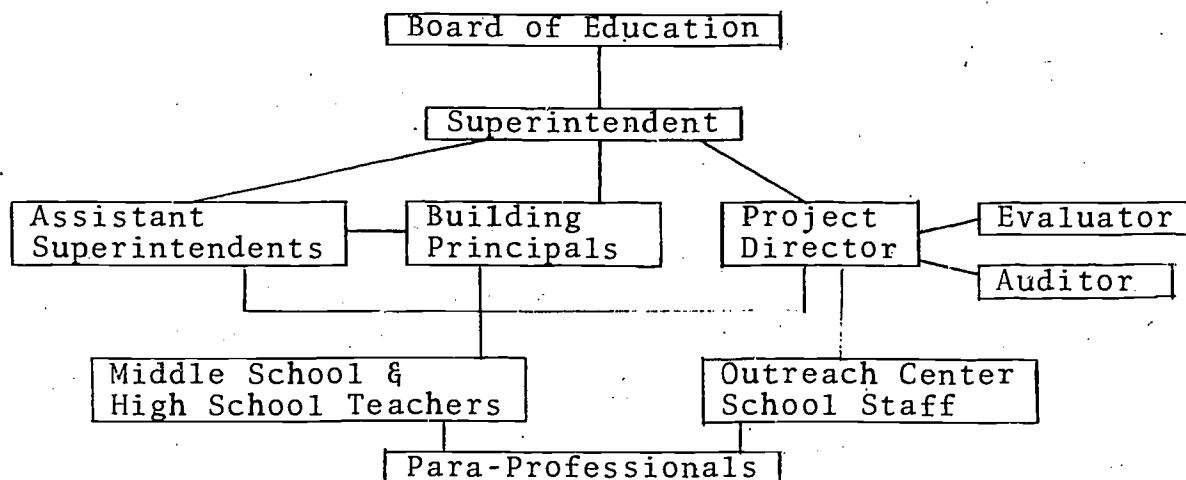 Board of Education
Superintendent
Assistant
Superintendents
Building
Principals
Project
Director
Evaluator
Auditor
Middle School &
High School Teachers
Outreach Center
School Staff
Para-Professionals